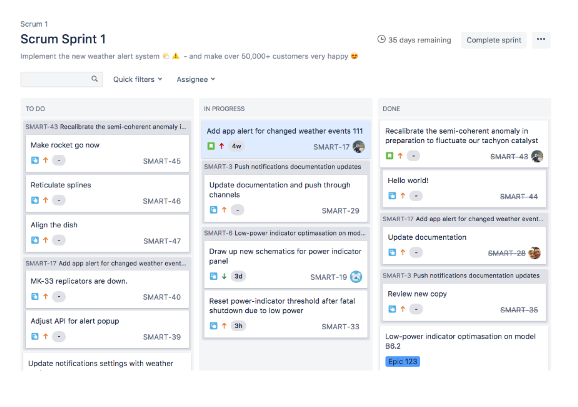 Scrum 1
Scrum Sprint 1
35 days remaining
Complete sprint
Implement the new weather alert system ⛅ ⚠️ - and make over 50,000+ customers very happy 😍
Quick filters
Assignee
TO DO
SMART-43 Recalibrate the semi-coherent anomaly i...
Make rocket go now
- SMART-45
Reticulate splines
- SMART-46
Align the dish
- SMART-47
SMART-17 Add app alert for changed weather event...
MK-33 replicators are down.
- SMART-40
Adjust API for alert popup
- SMART-39
Update notifications settings with weather
IN PROGRESS
Add app alert for changed weather events 111
4w SMART-17
SMART-3 Push notifications documentation updates
Update documentation and push through
channels
- SMART-29
SMART-6 Low-power indicator optimasation on mod...
Draw up new schematics for power indicator
panel
3d SMART-19
Reset power-indicator threshold after fatal
shutdown due to low power
3h SMART-33
DONE
Recalibrate the semi-coherent anomaly in
preparation to fluctuate our tachyon catalyst
- SMART-43
Hello world!
- SMART-44
SMART-17 Add app alert for changed weather event...
Update documentation
- SMART-28
SMART-3 Push notifications documentation updates
Review new copy
- SMART-35
Low-power indicator optimasation on model
B6.2
Epic 123